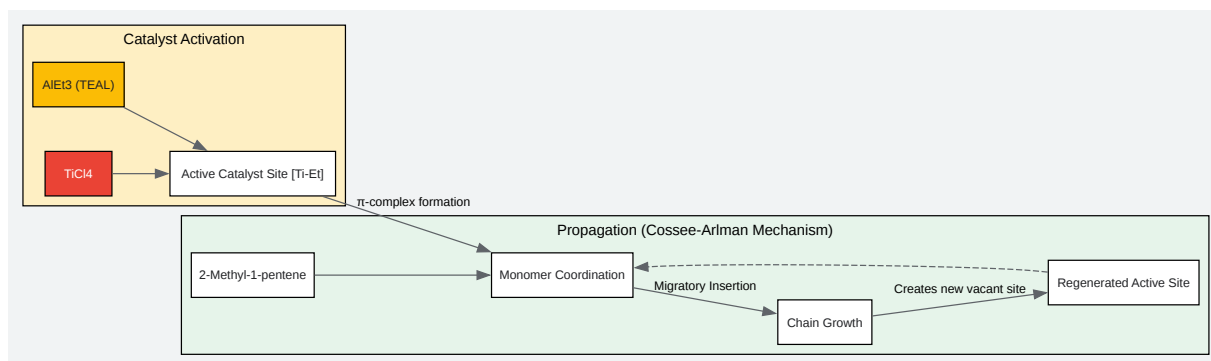 Catalyst Activation
AlEt3 (TEAL)
TiCl4
Active Catalyst Site [Ti-Et]
π-complex formation
Propagation (Cossee-Arlman Mechanism)
2-Methyl-1-pentene
Monomer Coordination
Migratory Insertion
Chain Growth
Creates new vacant site
Regenerated Active Site